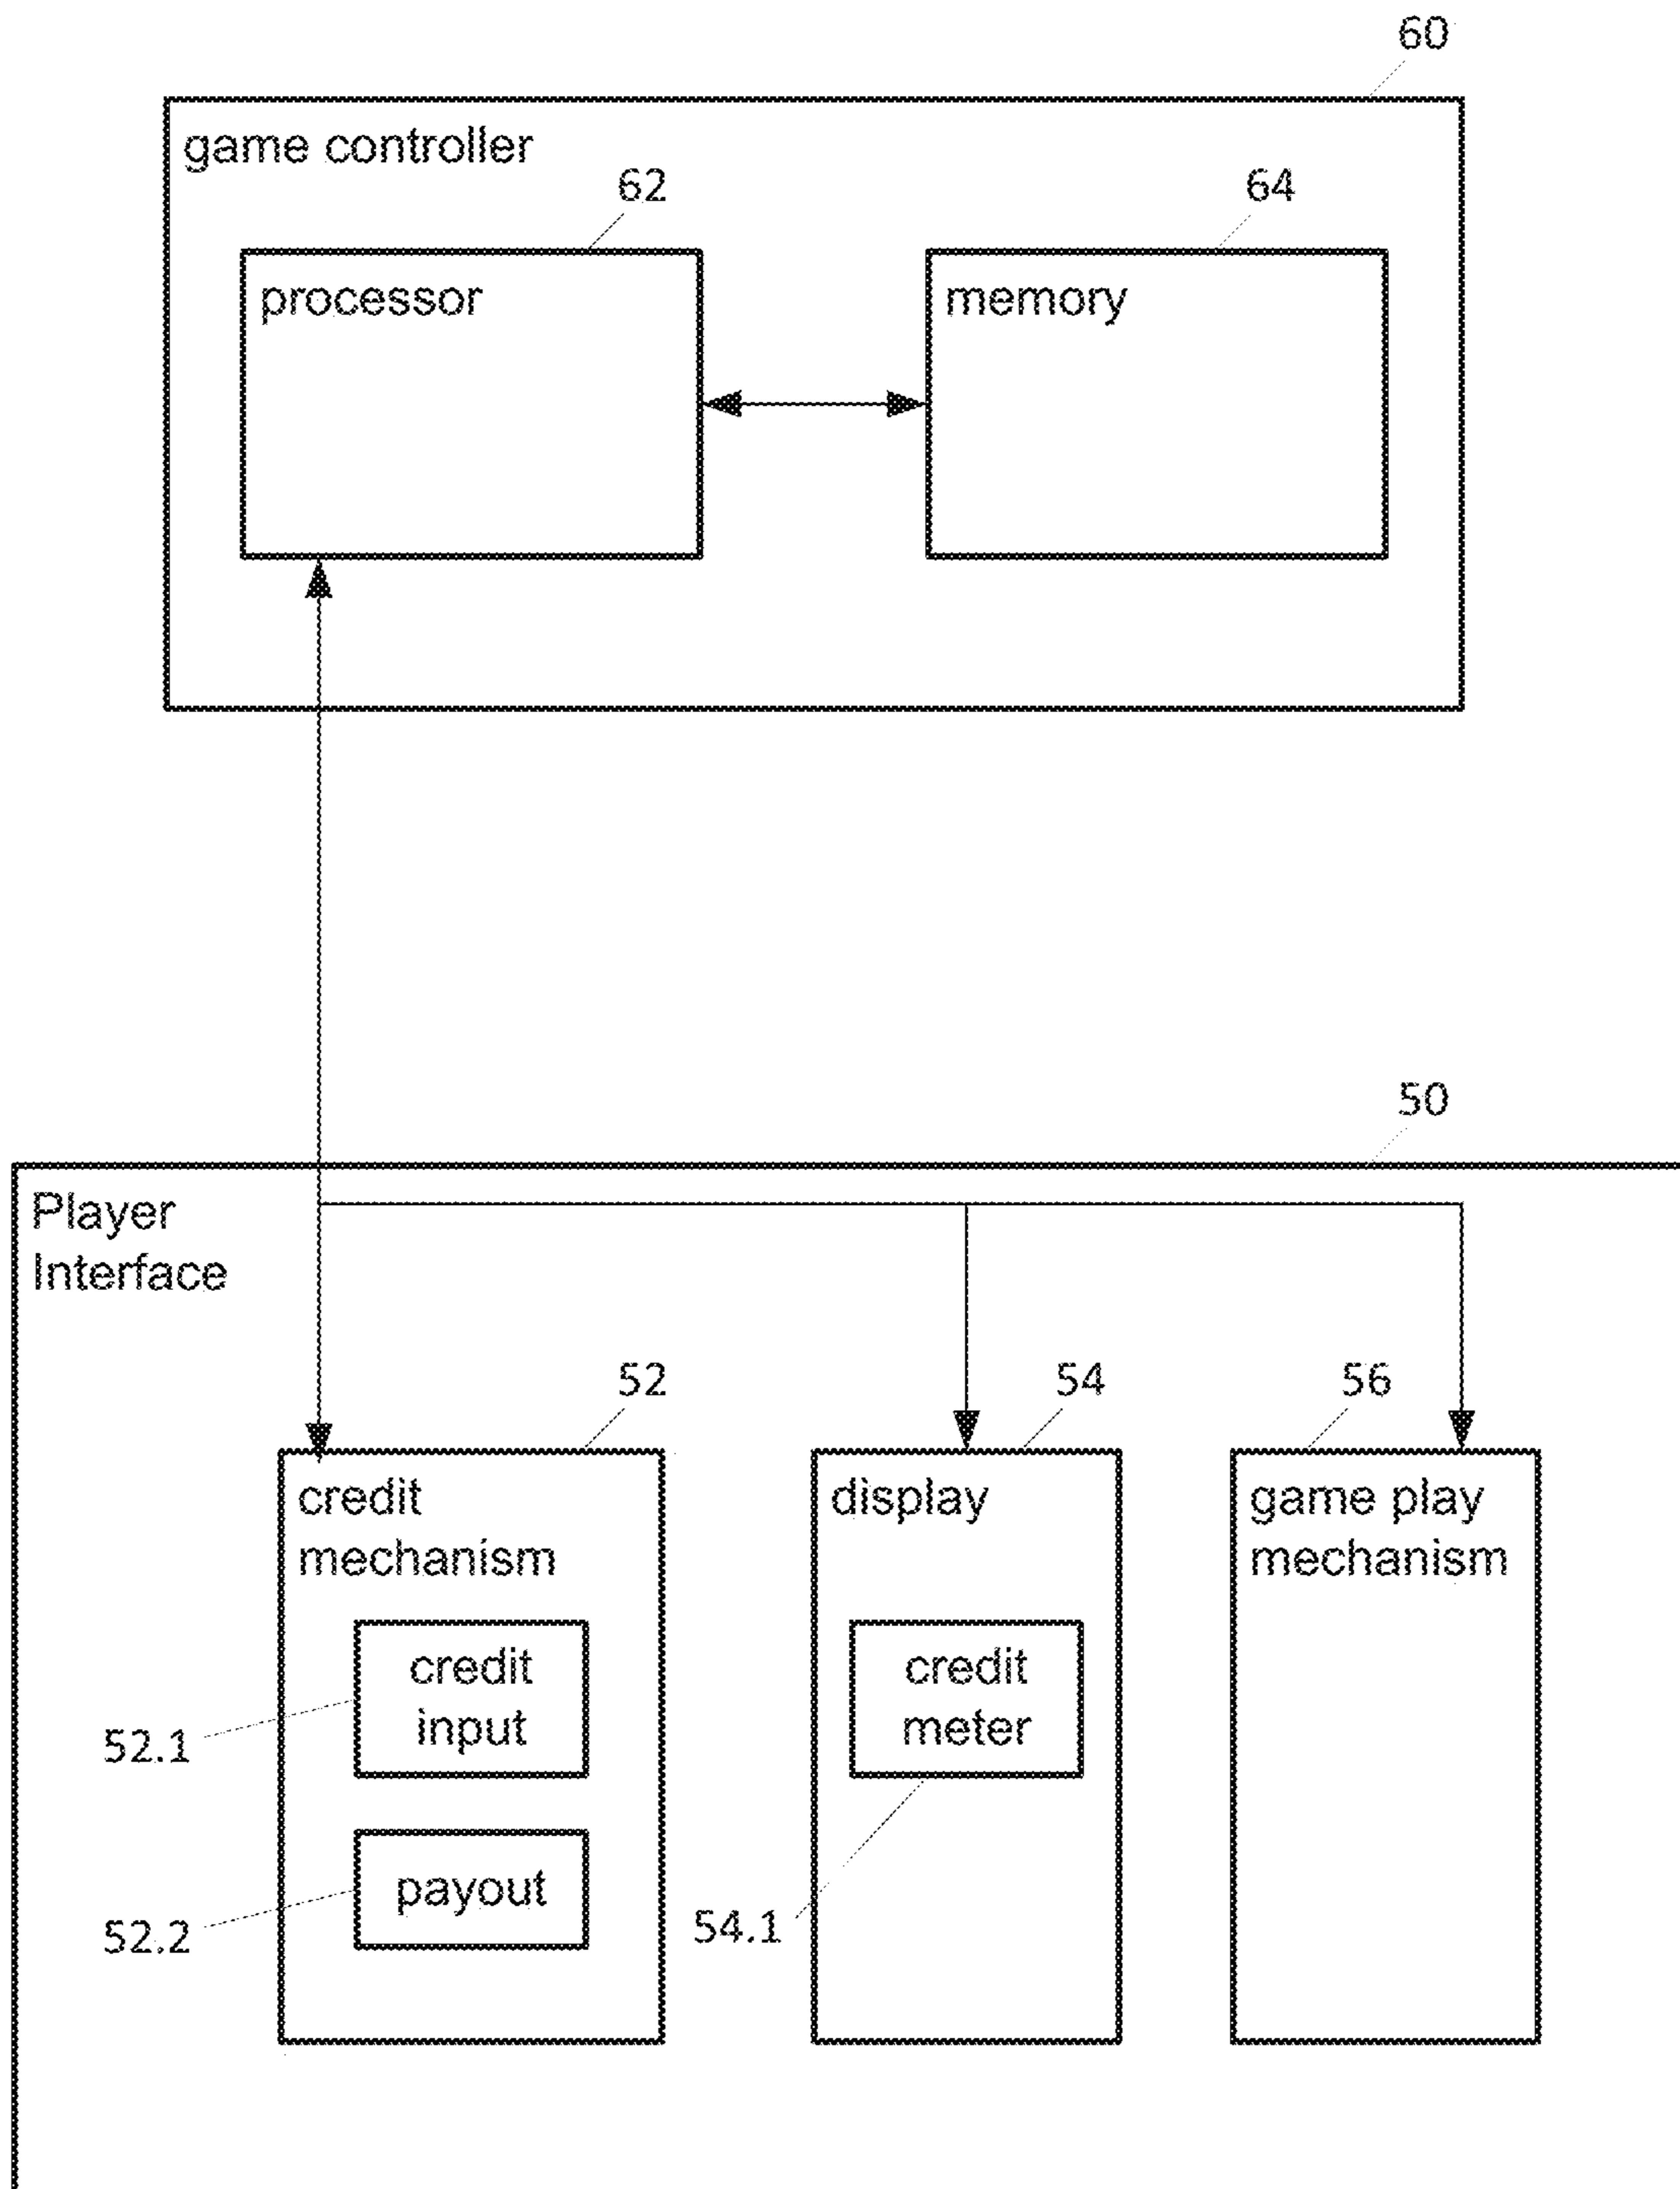 60
game controller
62
64
processor
memory
50
Player
Interface
52
54
56
credit
mechanism
display
game play
mechanism
credit
input
credit
meter
52.1
payout
52.2
54.1